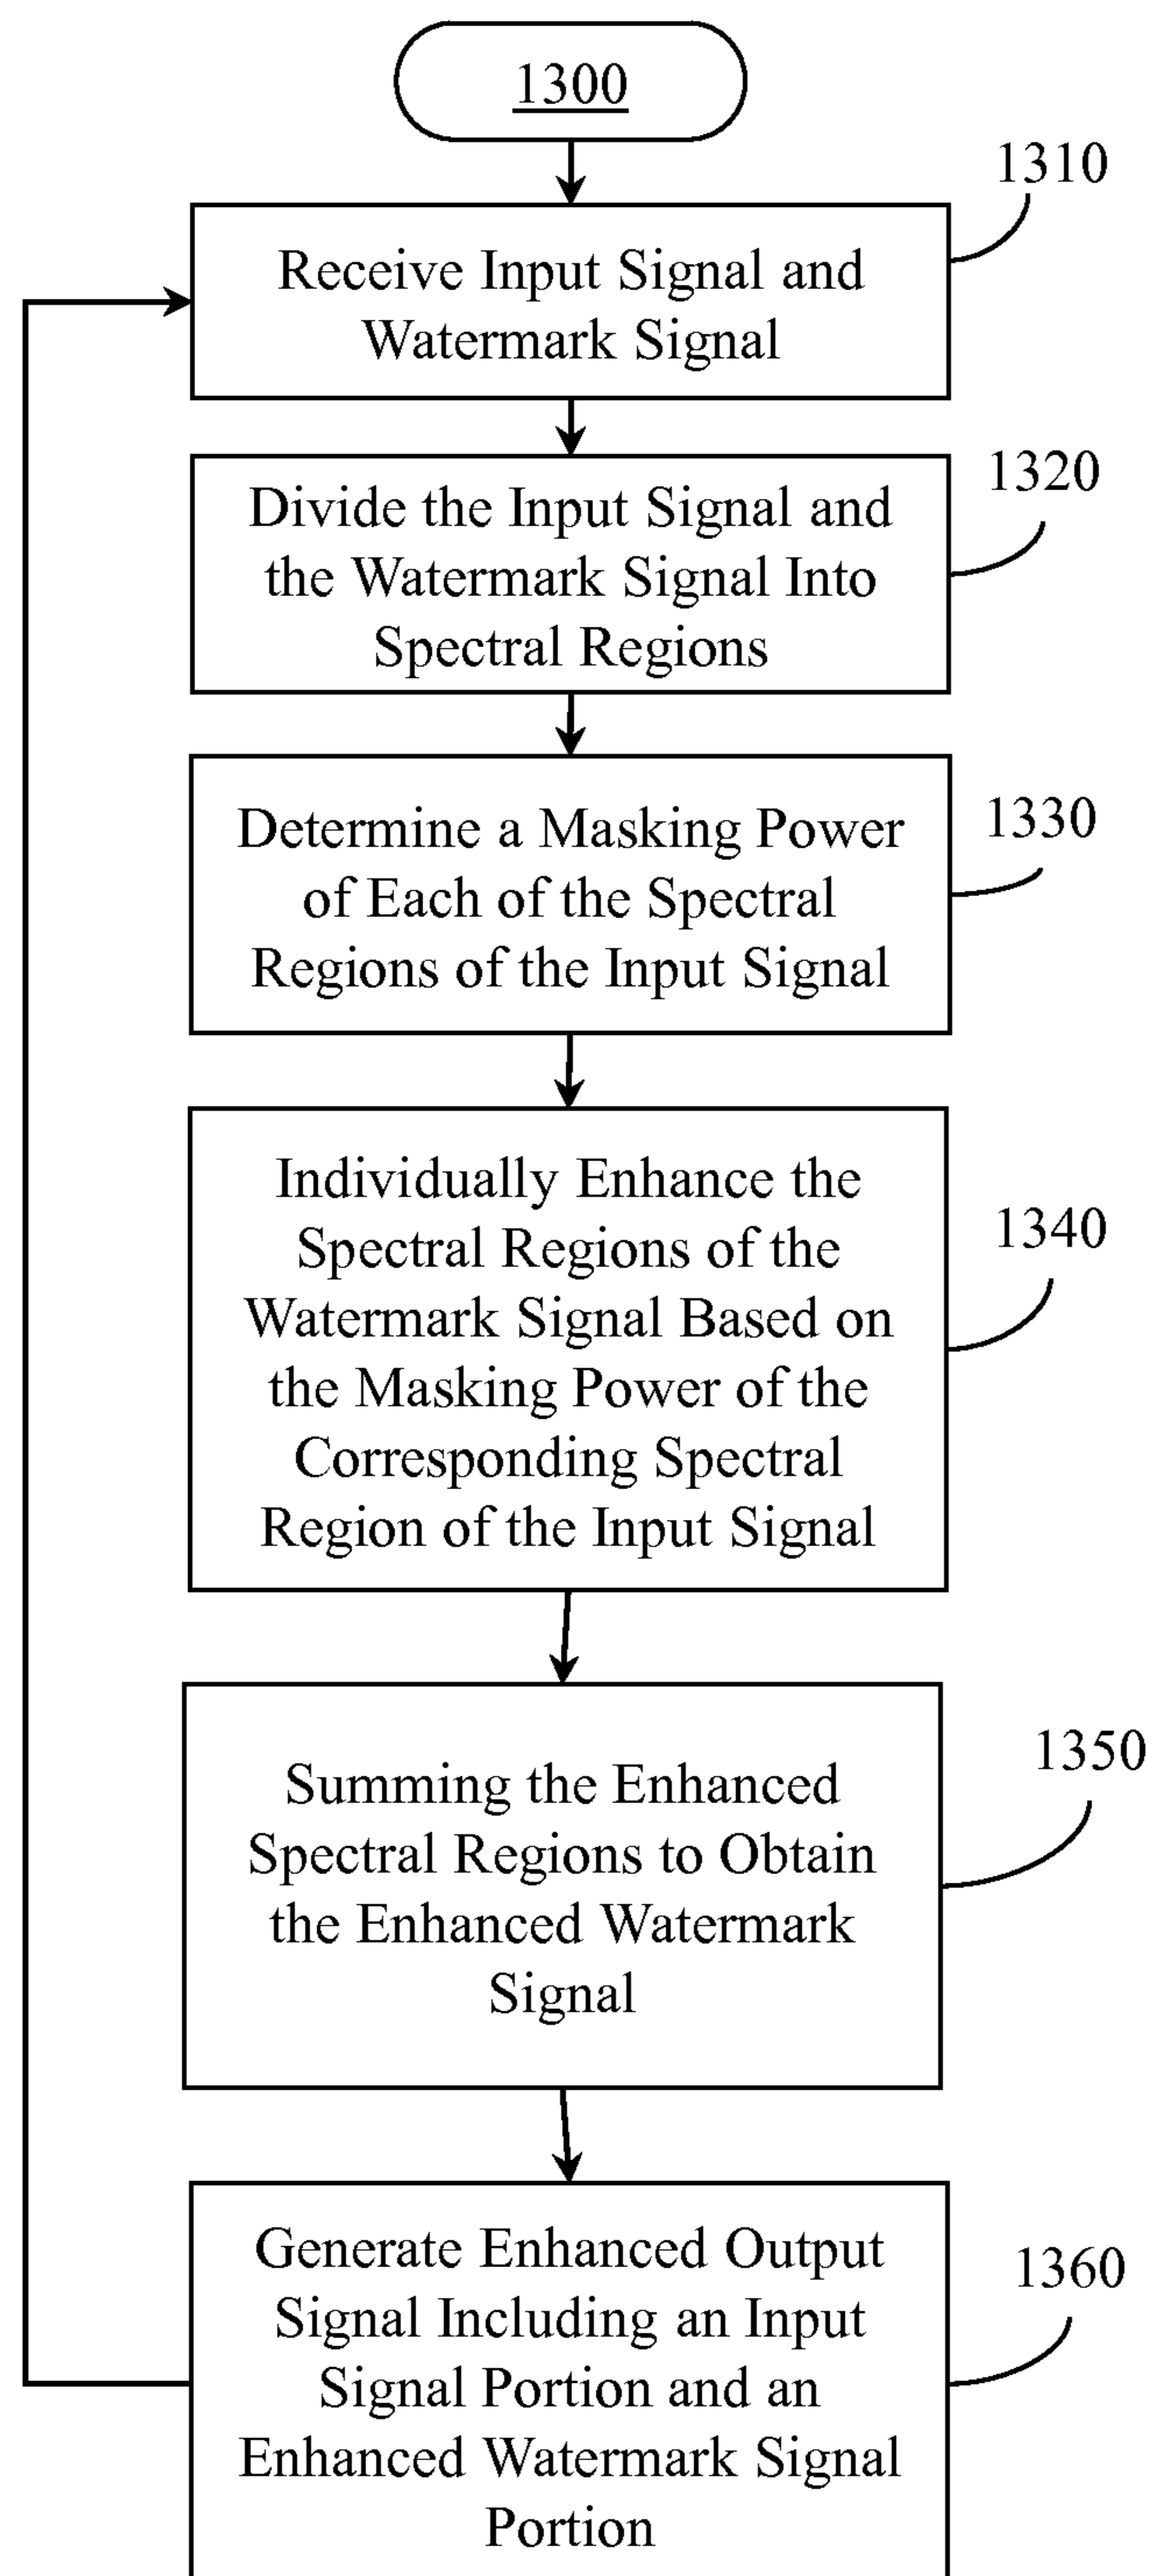 1300
1310
Receive Input Signal and
Watermark Signal
1320
Divide the Input Signal and
the Watermark Signal Into
Spectral Regions
1330
Determine a Masking Power
of Each of the Spectral
Regions of the Input Signal
1340
Individually Enhance the
Spectral Regions of the
Watermark Signal Based on
the Masking Power of the
Corresponding Spectral
Region of the Input Signal
1350
Summing the Enhanced
Spectral Regions to Obtain
the Enhanced Watermark
Signal
1360
Generate Enhanced Output
Signal Including an Input
Signal Portion and an
Enhanced Watermark Signal
Portion